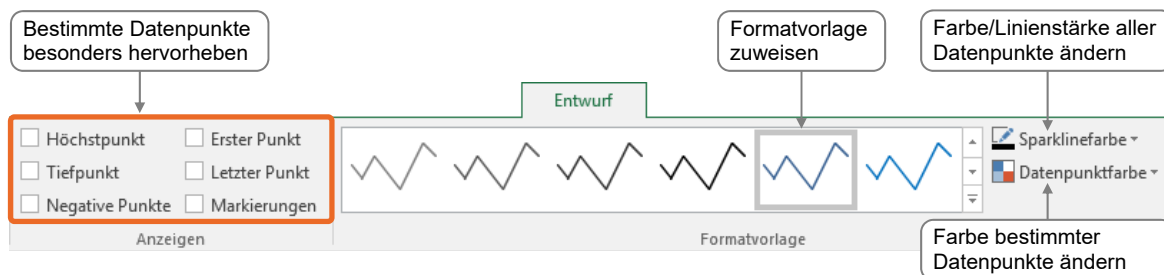 Bestimmte Datenpunkte
besonders hervorheben
Formatvorlage
zuweisen
Farbe/Linienstärke aller
Datenpunkte ändern
Entwurf
Höchstpunkt
Erster Punkt
Tiefpunkt
Letzter Punkt
Negative Punkte
Markierungen
Sparklinefarbe
Datenpunktfarbe
Anzeigen
Formatvorlage
Farbe bestimmter
Datenpunkte ändern